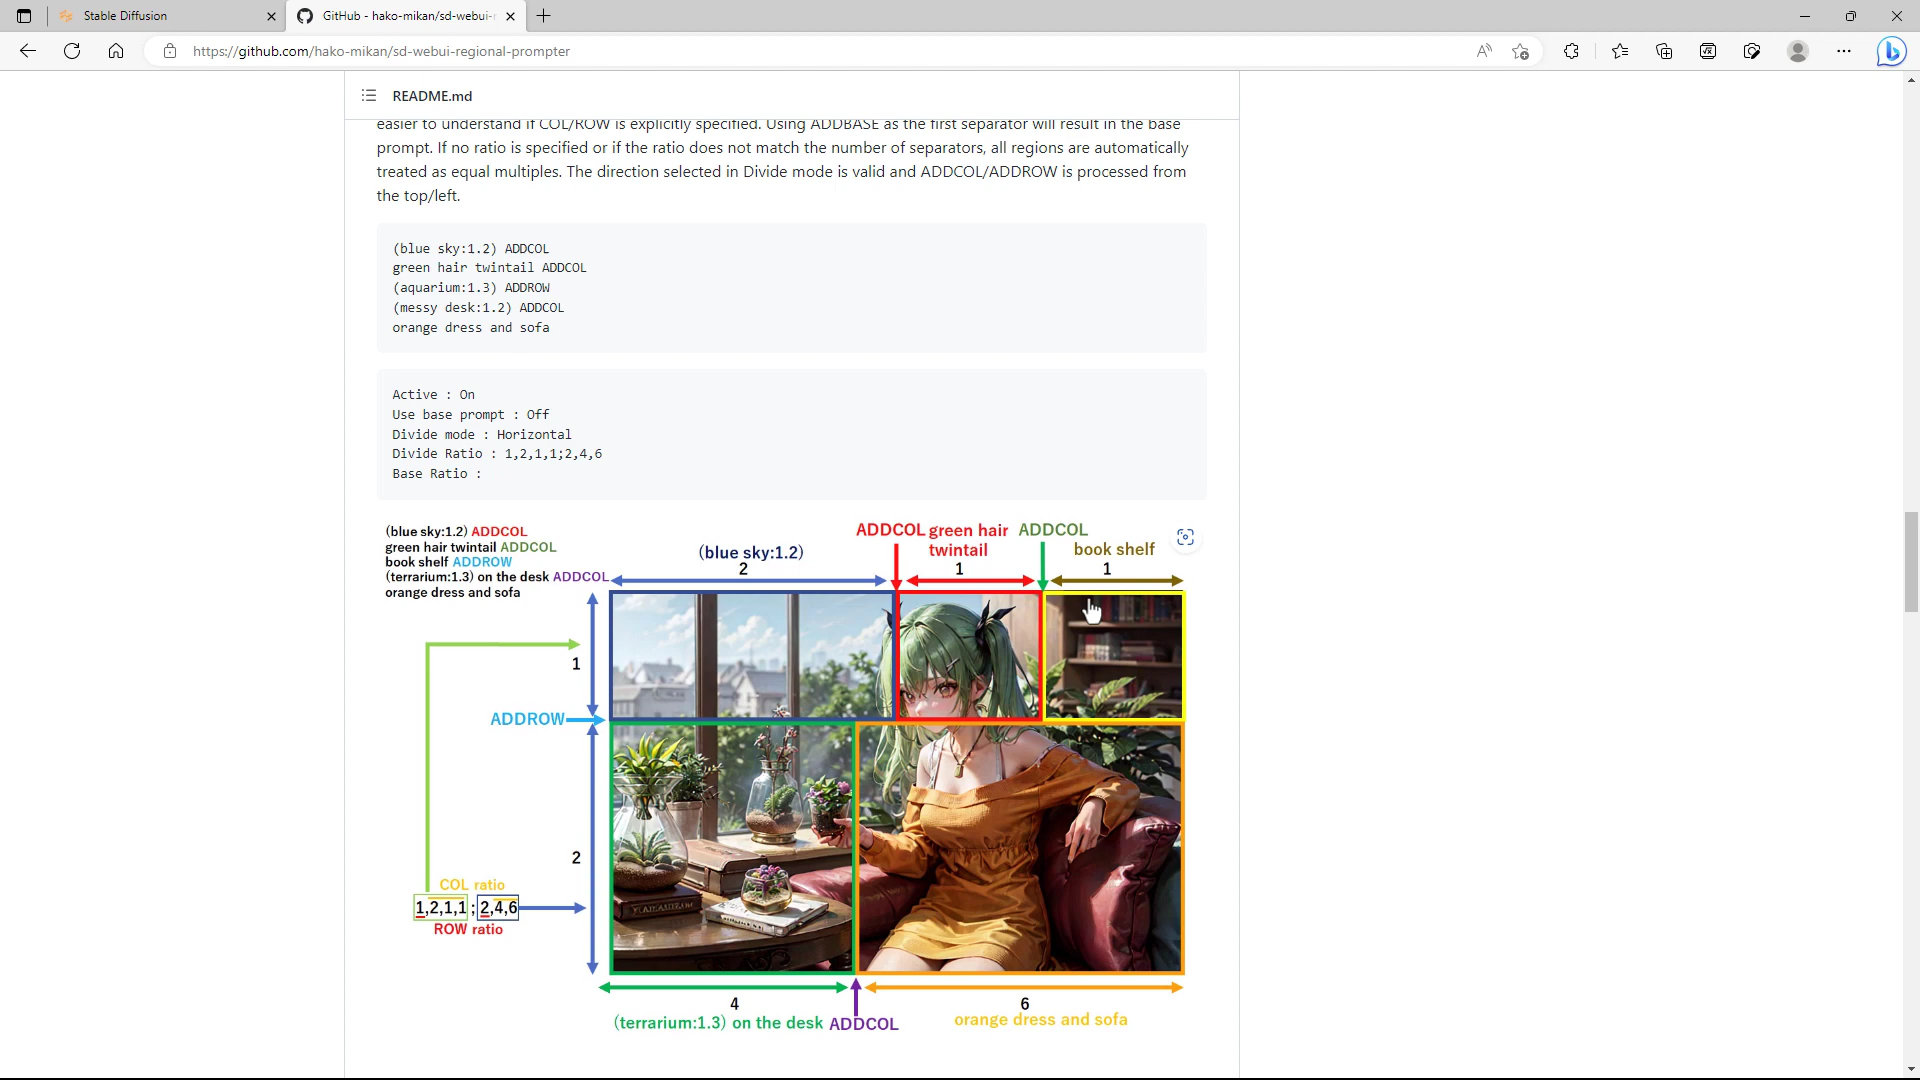 Stable Diffusion
GitHub - hako-mikan/sd-webui-r
https://github.com/hako-mikan/sd-webui-regional-prompter
README.md
easier to understand if COL/ROW is explicitly specified. Using ADDBASE as the first separator will result in the base
prompt. If no ratio is specified or if the ratio does not match the number of separators, all regions are automatically
treated as equal multiples. The direction selected in Divide mode is valid and ADDCOL/ADDROW is processed from
the top/left.
(blue sky:1.2) ADDCOL
green hair twintail ADDCOL
(aquarium:1.3) ADDROW
(messy desk:1.2) ADDCOL
orange dress and sofa
Active : On
Use base prompt : Off
Divide mode : Horizontal
Divide Ratio : 1,2,1,1;2,4,6
Base Ratio :
(blue sky:1.2) ADDCOL
green hair twintail ADDCOL
book shelf ADDROW
(terrarium:1.3) on the desk ADDCOL
orange dress and sofa
(blue sky:1.2)
2
ADDCOL green hair ADDCOL
twintail
1
book shelf
1
1
ADDROW
2
COL ratio
1,2,1,1 ; 2,4,6
ROW ratio
4
(terrarium:1.3) on the desk ADDCOL
6
orange dress and sofa